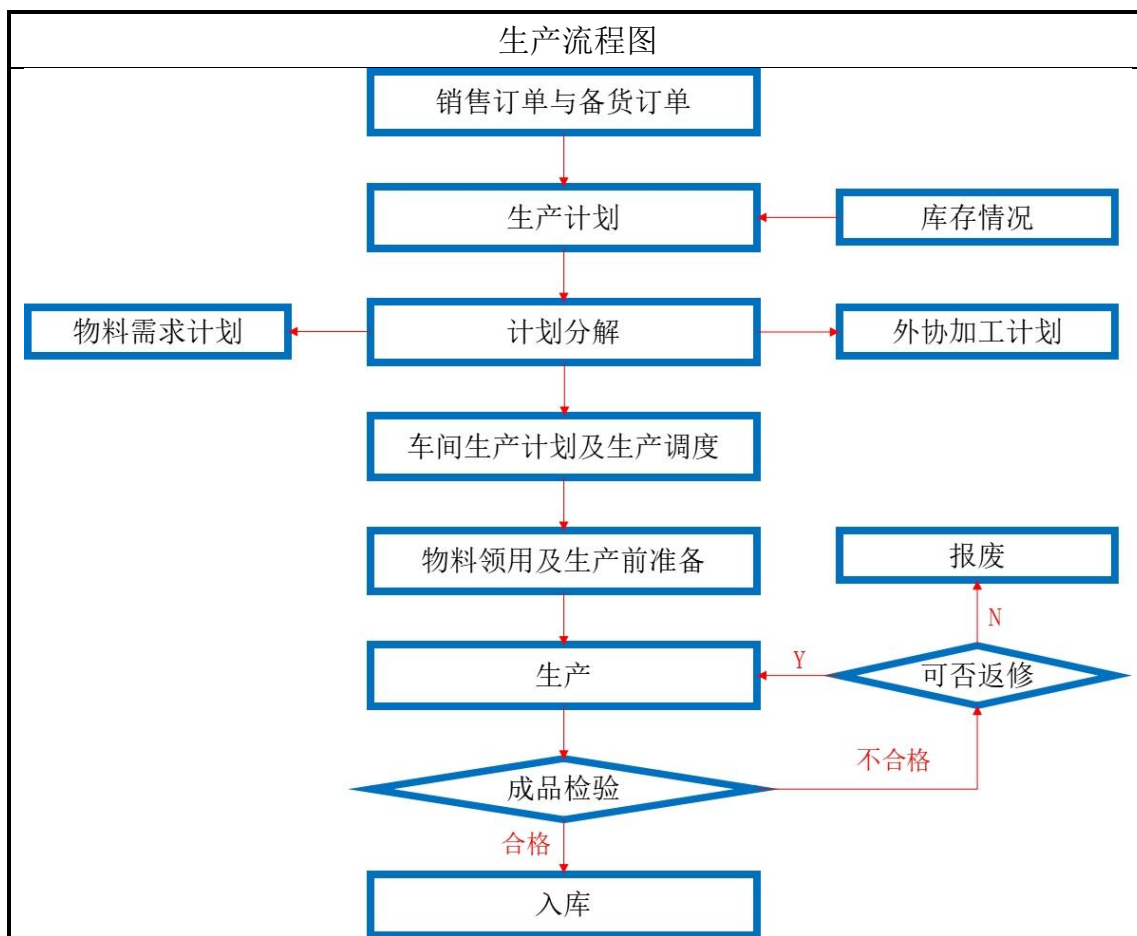 生产流程图
销售订单与备货订单
生产计划
库存情况
物料需求计划
计划分解
外协加工计划
车间生产计划及生产调度
物料领用及生产前准备
报废
N
生产
Y
可否返修
不合格
成品检验
合格
入库